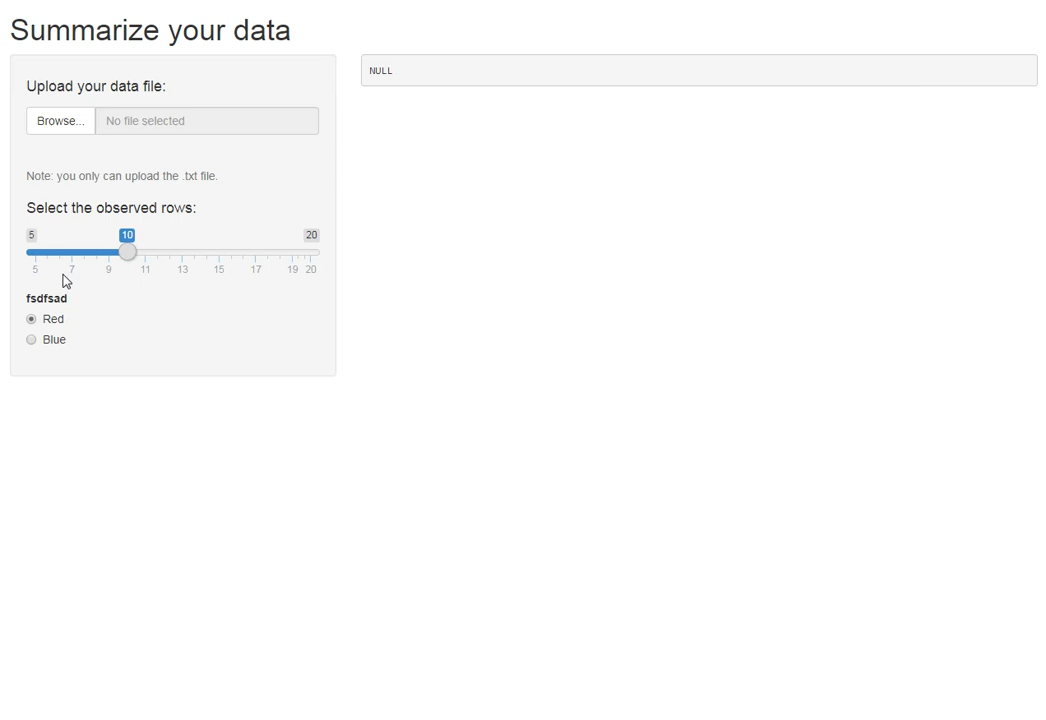 Summarize your data
Upload your data file:
Browse... No file selected
Note: you only can upload the .txt file.
Select the observed rows:
5 10 20
5 7 9 11 13 15 17 19 20
fsdfsad
Red
Blue
NULL